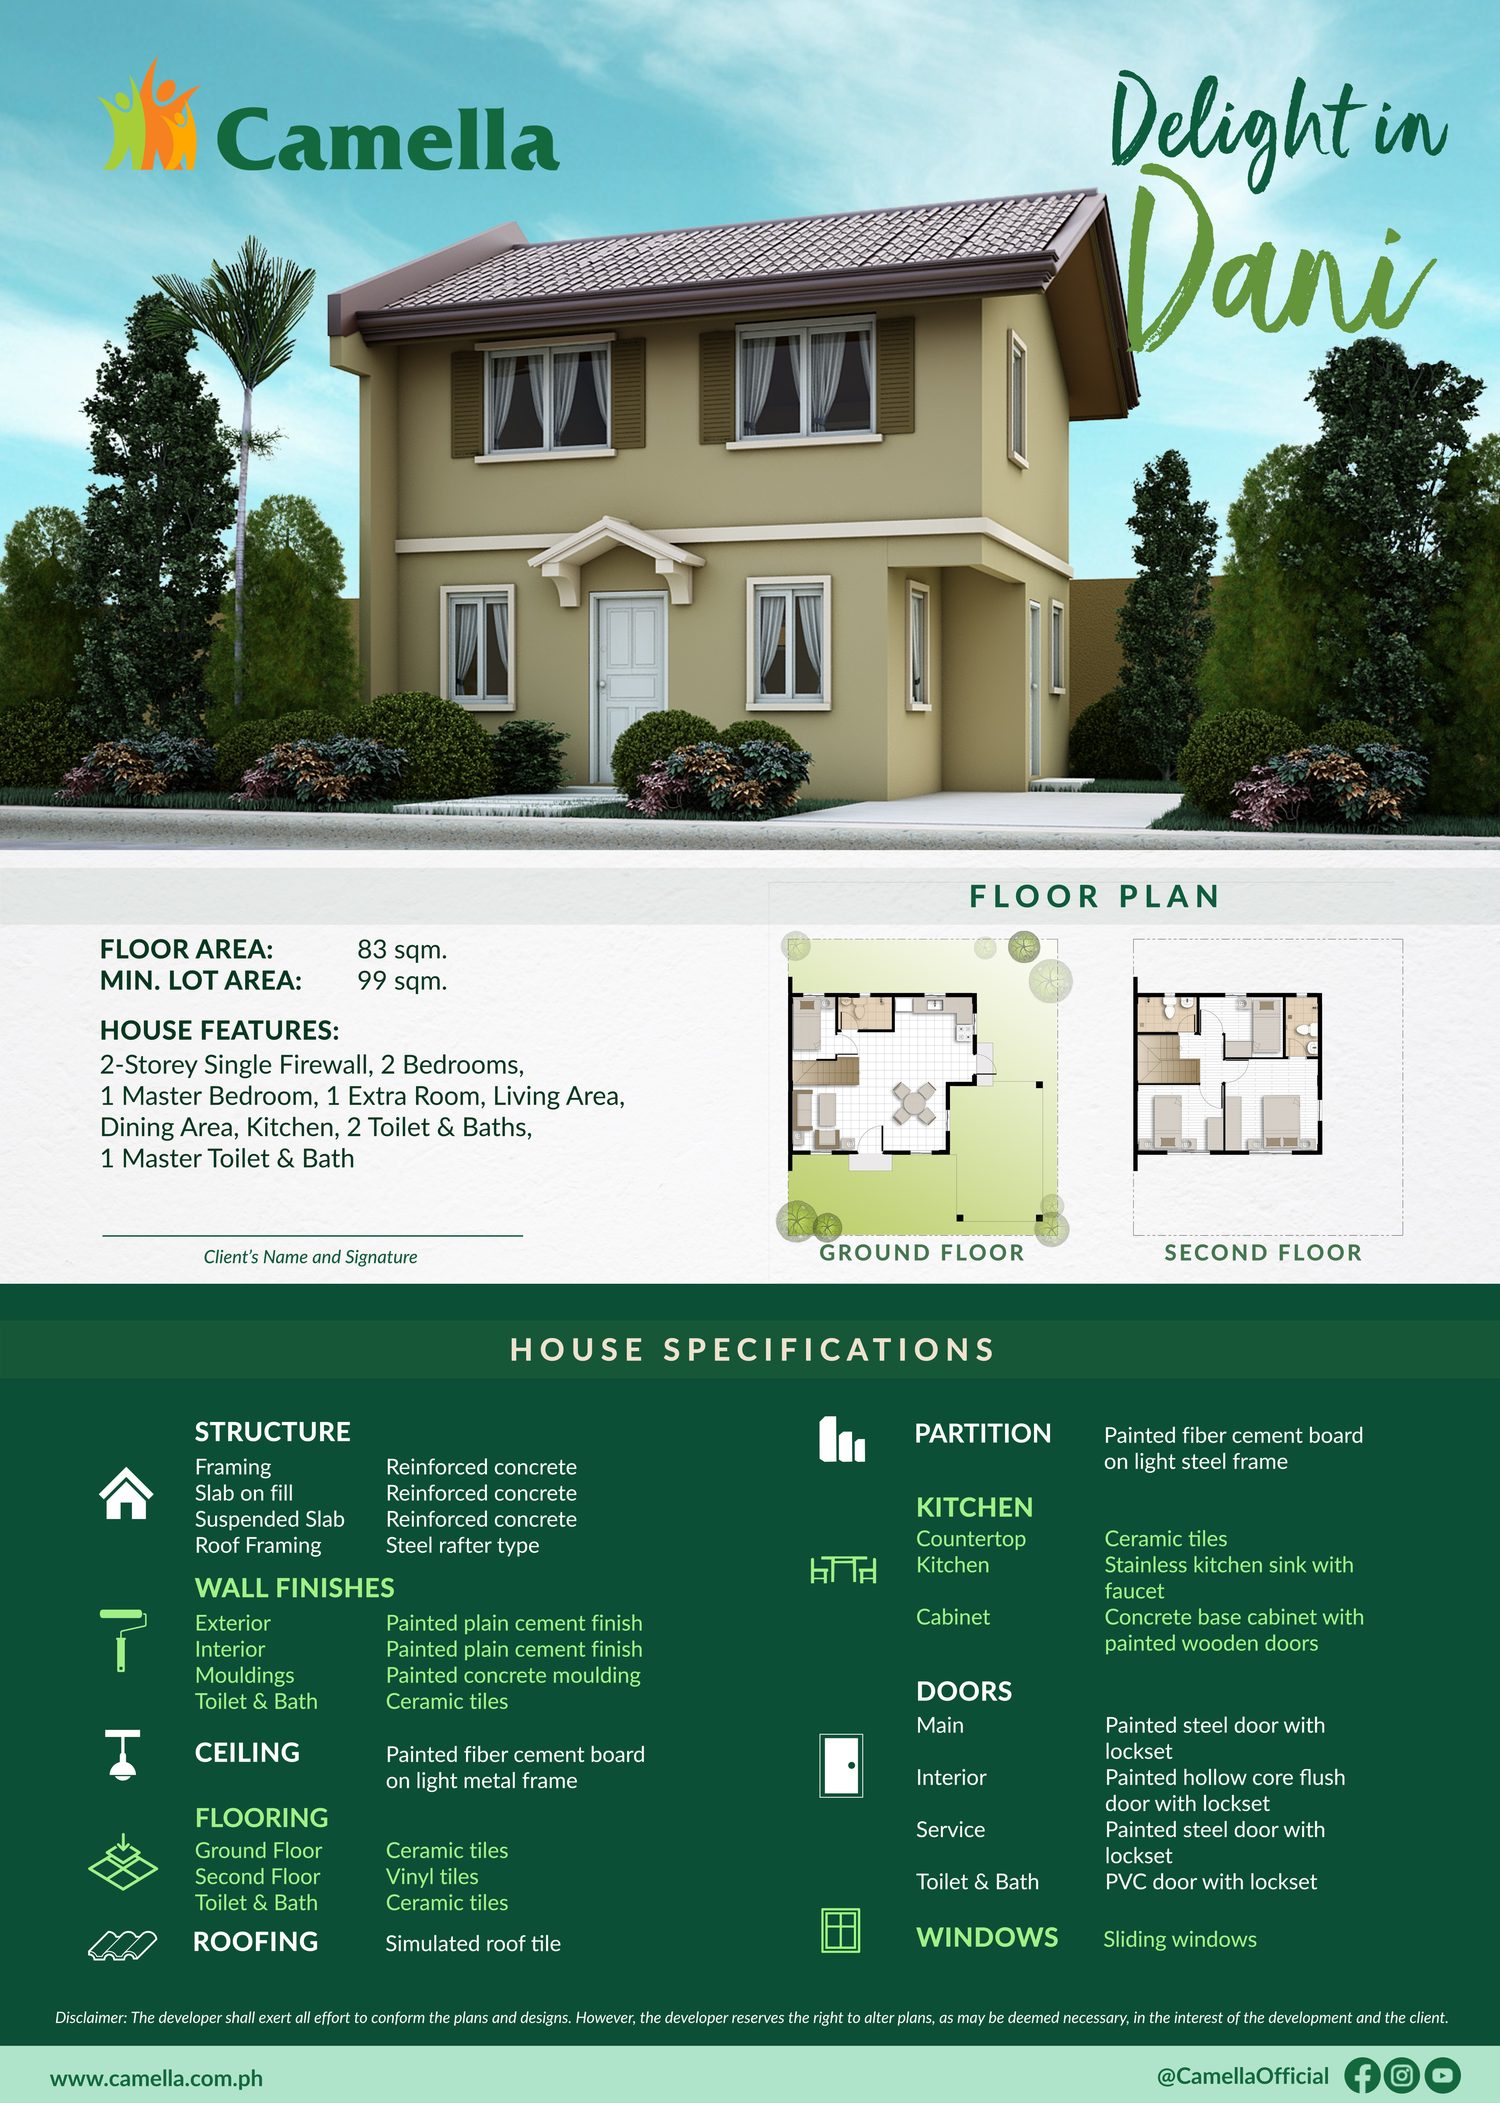 Camella
Delight in
Dani
FLOOR PLAN
FLOOR AREA: 83 sqm.
MIN. LOT AREA: 99 sqm.
HOUSE FEATURES:
2-Storey Single Firewall, 2 Bedrooms,
1 Master Bedroom, 1 Extra Room, Living Area,
Dining Area, Kitchen, 2 Toilet & Baths,
1 Master Toilet & Bath
Client's Name and Signature
GROUND FLOOR
SECOND FLOOR
HOUSE SPECIFICATIONS
STRUCTURE
Framing Reinforced concrete
Slab on fill Reinforced concrete
Suspended Slab Reinforced concrete
Roof Framing Steel rafter type
WALL FINISHES
Exterior Painted plain cement finish
Interior Painted plain cement finish
Mouldings Painted concrete moulding
Toilet & Bath Ceramic tiles
CEILING Painted fiber cement board
on light metal frame
FLOORING
Ground Floor Ceramic tiles
Second Floor Vinyl tiles
Toilet & Bath Ceramic tiles
ROOFING Simulated roof tile
PARTITION Painted fiber cement board
on light steel frame
KITCHEN
Countertop Ceramic tiles
Kitchen Stainless kitchen sink with
faucet
Cabinet Concrete base cabinet with
painted wooden doors
DOORS
Main Painted steel door with
lockset
Interior Painted hollow core flush
door with lockset
Service Painted steel door with
lockset
Toilet & Bath PVC door with lockset
WINDOWS Sliding windows
Disclaimer: The developer shall exert all effort to conform the plans and designs. However, the developer reserves the right to alter plans, as may be deemed necessary, in the interest of the development and the client.
www.camella.com.ph
@CamellaOfficial